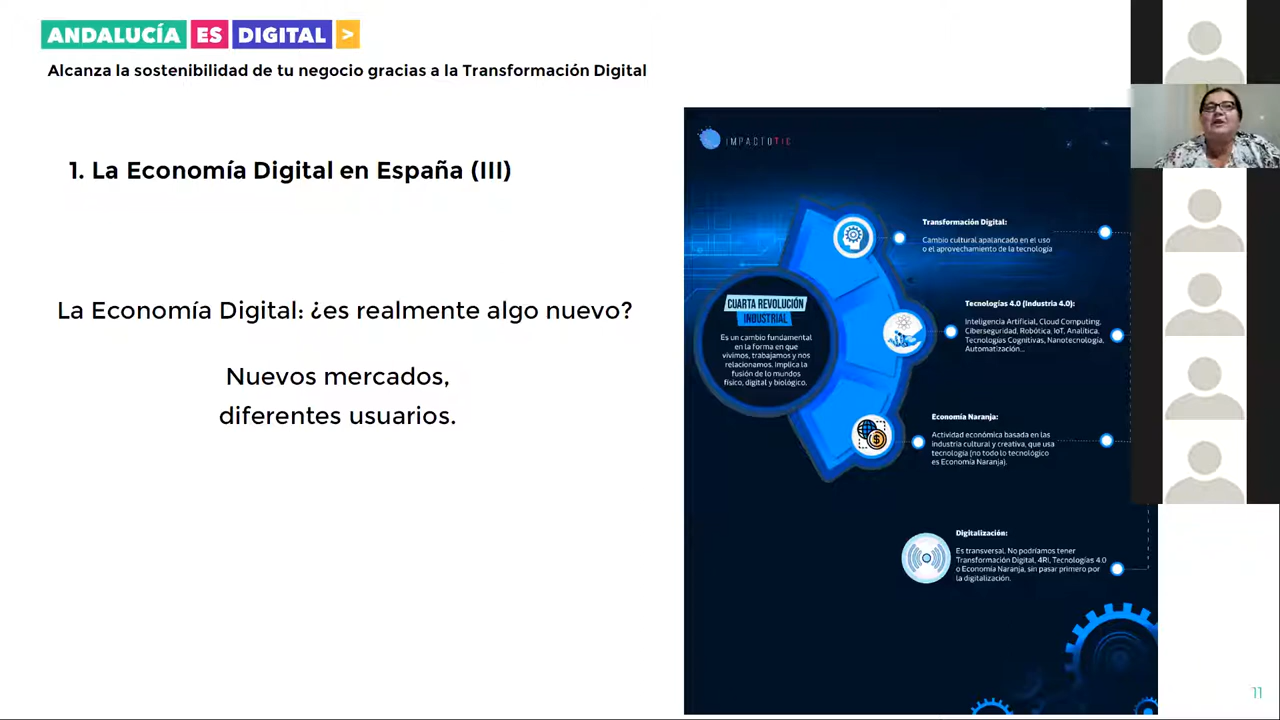 ANDALUCÍA ES DIGITAL >
Alcanza la sostenibilidad de tu negocio gracias a la Transformación Digital
1. La Economía Digital en España (III)
La Economía Digital: ¿es realmente algo nuevo?
Nuevos mercados,
diferentes usuarios.
IMPACTOTIC
CUARTA REVOLUCIÓN
INDUSTRIAL
Es un cambio fundamental
en la forma en que
vivimos, trabajamos y nos
relacionamos. Implica la
fusión de lo mundos
físico, digital y biológico.
Transformación Digital:
Cambio cultural apalancado en el uso
o el aprovechamiento de la tecnología
Tecnologías 4.0 (Industria 4.0):
Inteligencia Artificial, Cloud Computing,
Ciberseguridad, Robótica, IoT, Analítica,
Tecnologías Cognitivas, Nanotecnología,
Automatización...
Economía Naranja:
Actividad económica basada en las
industria cultural y creativa, que usa
tecnología (no todo lo tecnológico
es Economía Naranja).
Digitalización:
Es transversal. No podríamos tener
Transformación Digital, 4RI, Tecnologías 4.0
o Economía Naranja, sin pasar primero por
la digitalización.
11